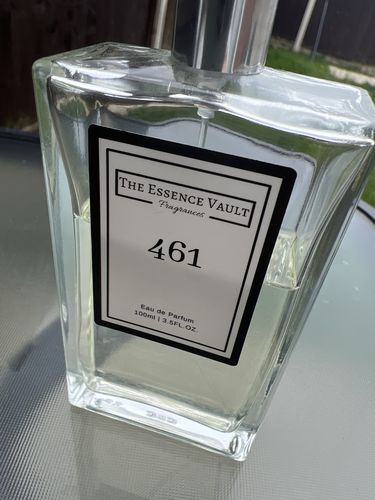 THE ESSENCE VAULT
Fragrances
461
Eau de Parfum
100ml | 3.5FL.OZ.